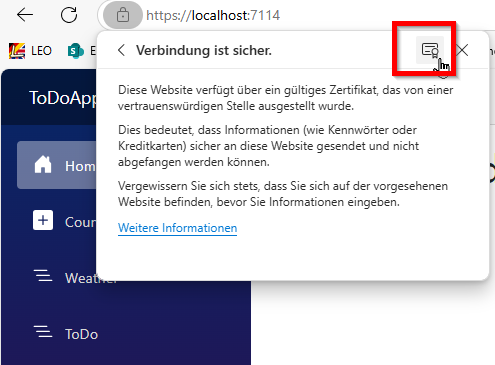 https://localhost:7114
LEO
Verbindung ist sicher.
ToDoApp
Diese Website verfügt über ein gültiges Zertifikat, das von einer
vertrauenswürdigen Stelle ausgestellt wurde.
Dies bedeutet, dass Informationen (wie Kennwörter oder
Kreditkarten) sicher an diese Website gesendet und nicht
abgefangen werden können.
Vergewissern Sie sich stets, dass Sie sich auf der vorgesehenen
Website befinden, bevor Sie Informationen eingeben.
Weitere Informationen
Hom
Coun
Weather
ToDo